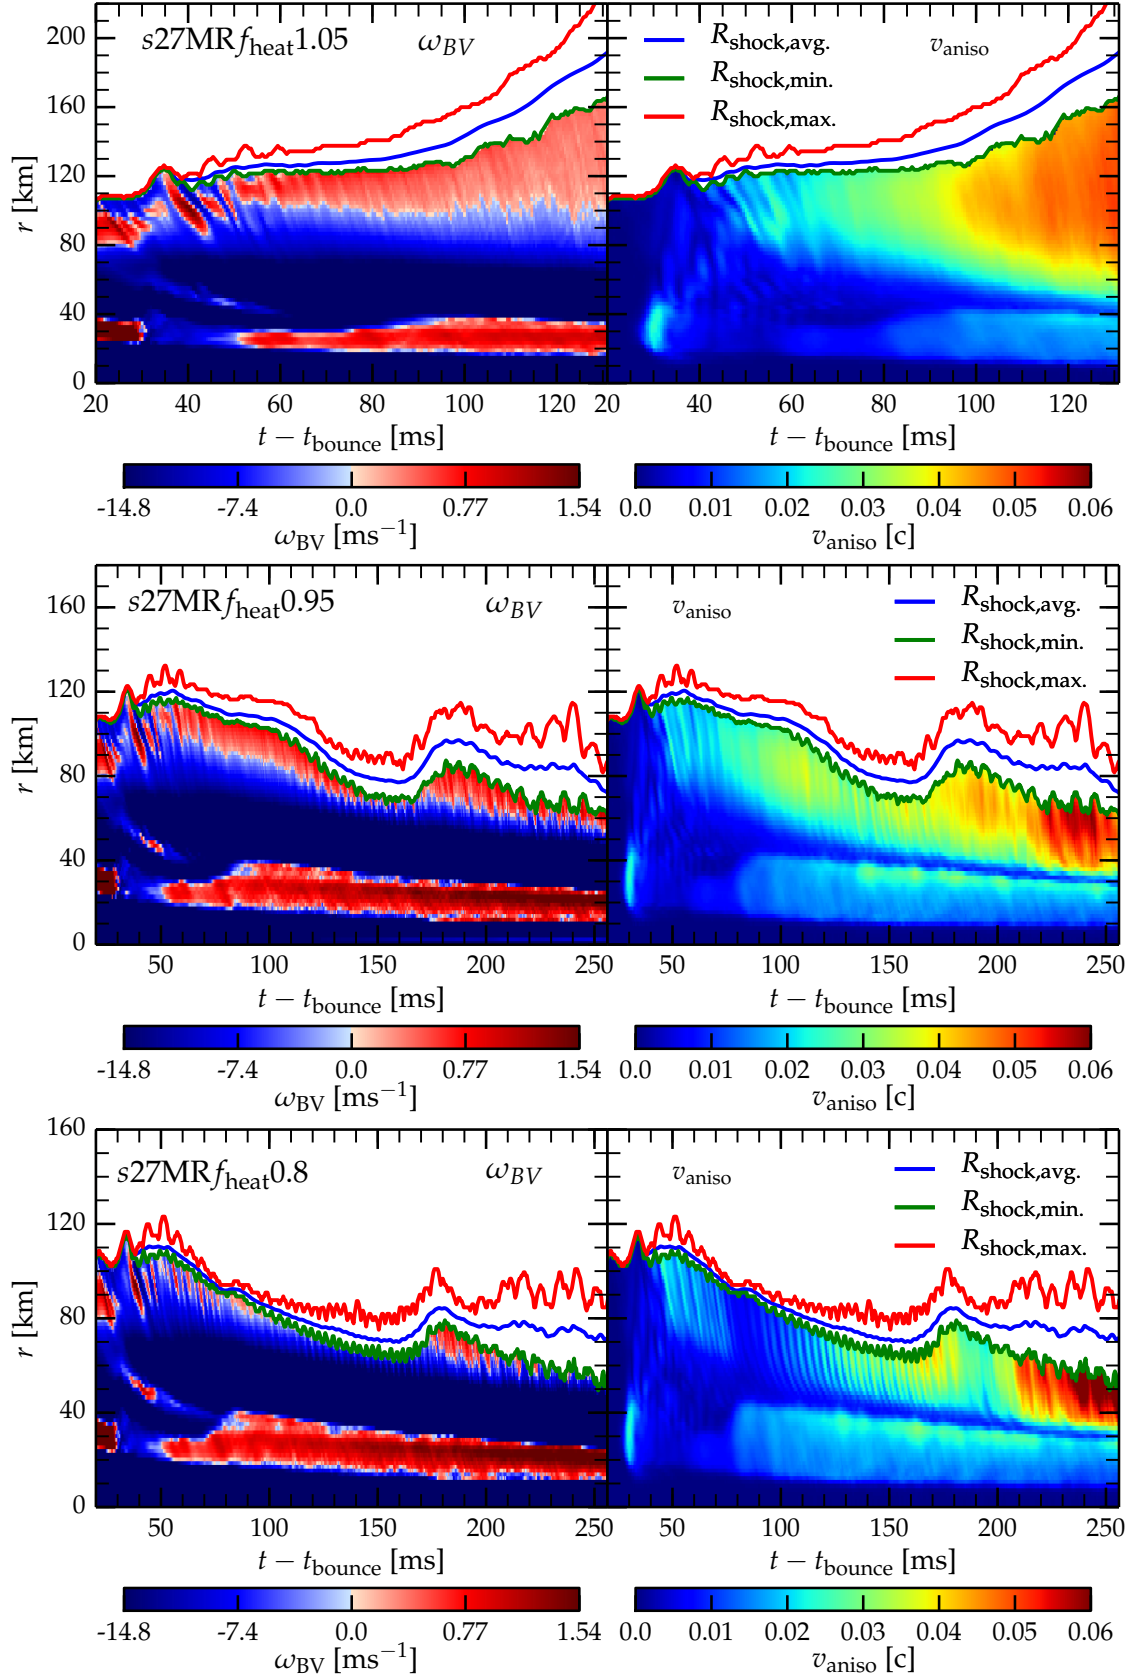 s27MRf_heat1.05 ω_BV
R_shock,avg.
R_shock,min.
R_shock,max.
v_aniso
200
160
120
80
40
0
r [km]
20 40 60 80 100 120 20 40 60 80 100 120
t − t_bounce [ms] t − t_bounce [ms]
-14.8 -7.4 0.0 0.77 1.54 0.0 0.01 0.02 0.03 0.04 0.05 0.06
ω_BV [ms⁻¹] v_aniso [c]
s27MRf_heat0.95 ω_BV
v_aniso
R_shock,avg.
R_shock,min.
R_shock,max.
160
120
80
40
0
r [km]
50 100 150 200 250 50 100 150 200 250
t − t_bounce [ms] t − t_bounce [ms]
-14.8 -7.4 0.0 0.77 1.54 0.0 0.01 0.02 0.03 0.04 0.05 0.06
ω_BV [ms⁻¹] v_aniso [c]
s27MRf_heat0.8 ω_BV
v_aniso
R_shock,avg.
R_shock,min.
R_shock,max.
160
120
80
40
0
r [km]
50 100 150 200 250 50 100 150 200 250
t − t_bounce [ms] t − t_bounce [ms]
-14.8 -7.4 0.0 0.77 1.54 0.0 0.01 0.02 0.03 0.04 0.05 0.06
ω_BV [ms⁻¹] v_aniso [c]